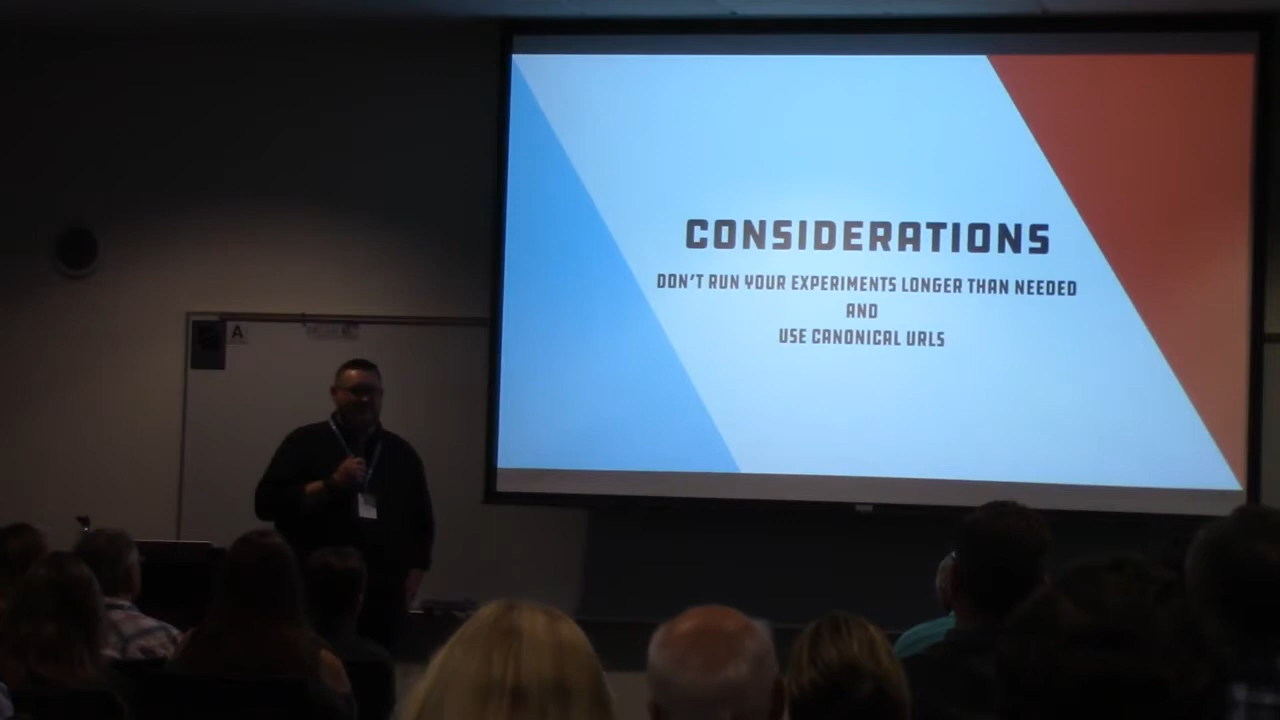 CONSIDERATIONS
DON'T RUN YOUR EXPERIMENTS LONGER THAN NEEDED
AND
USE CANONICAL URLS
A